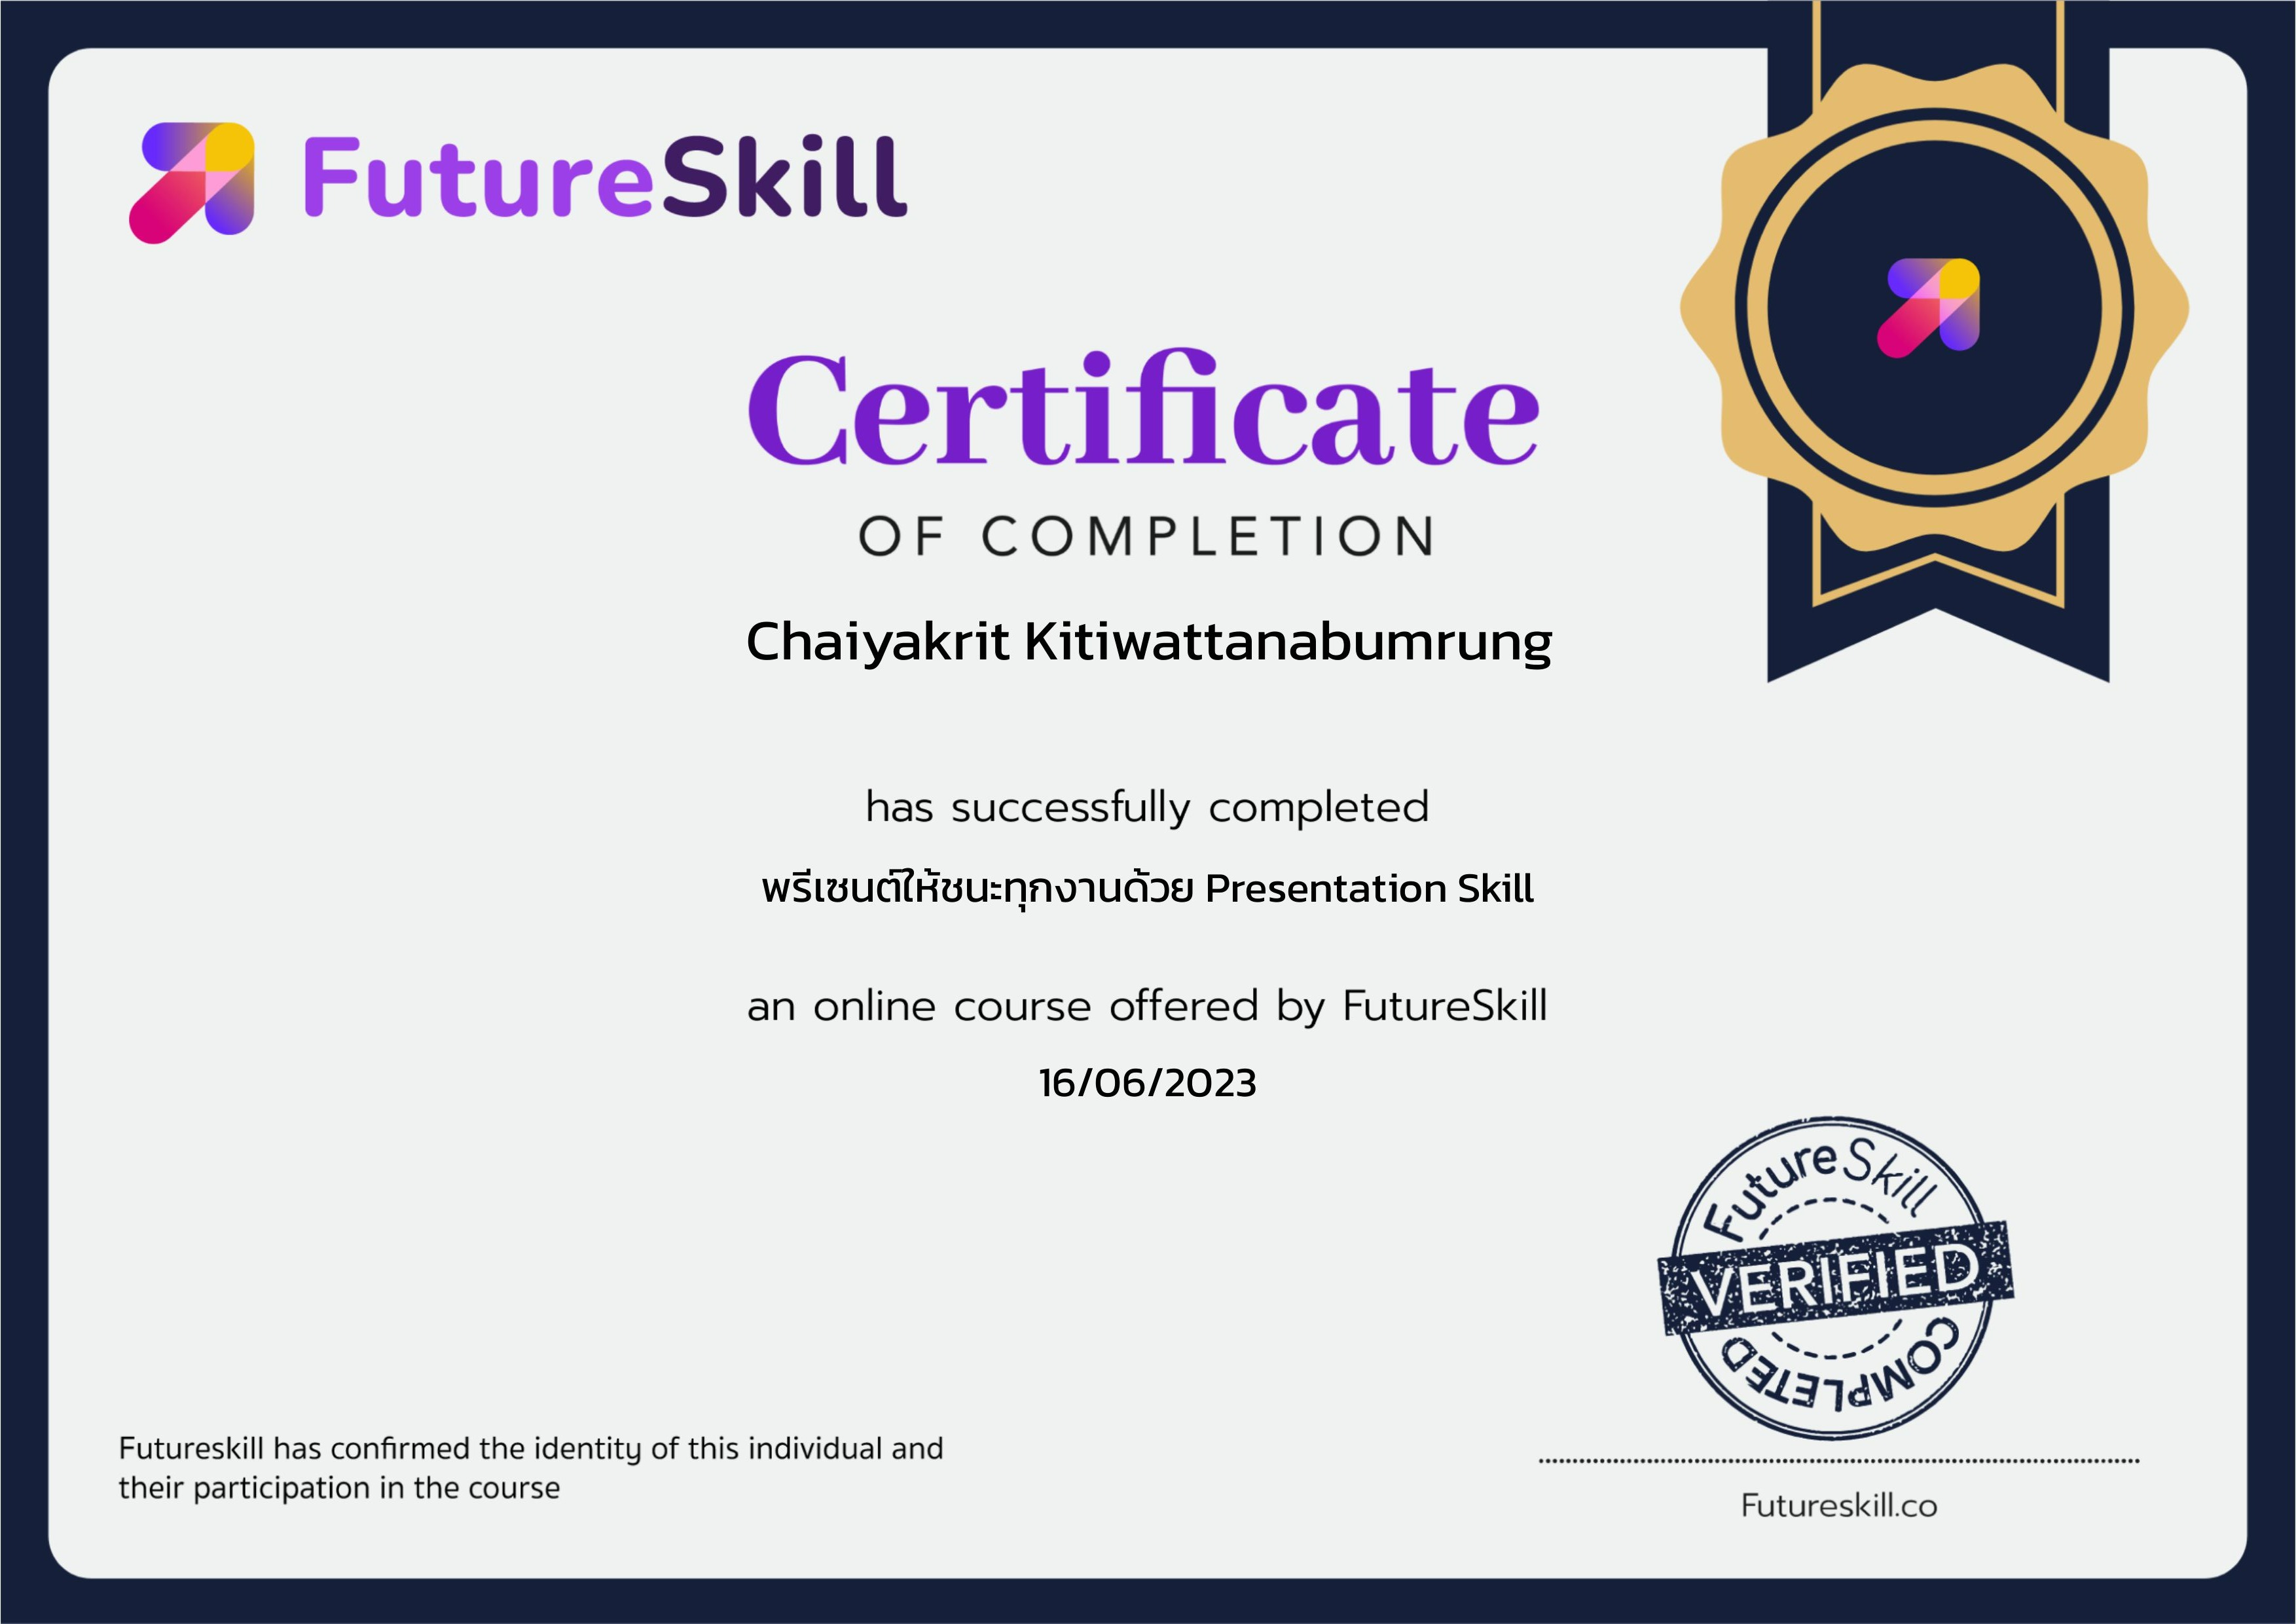 FutureSkill
Certificate
OF COMPLETION
Chaiyakrit Kitiwattanabumrung
has successfully completed
พรีเซนต์ให้ชนะทุกงานด้วย Presentation Skill
an online course offered by FutureSkill
16/06/2023
FutureSkill
VERIFIED
COMPLETED
Futureskill has confirmed the identity of this individual and
their participation in the course
Futureskill.co